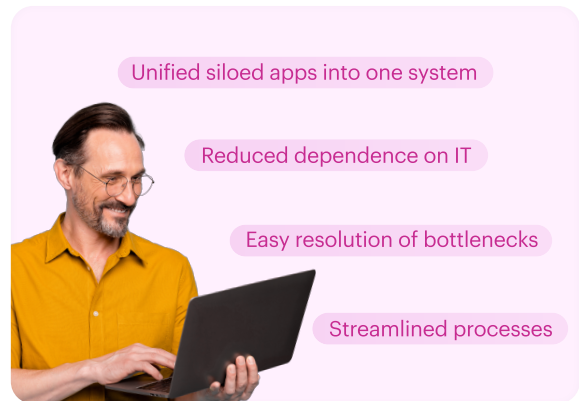 Unified siloed apps into one system
Reduced dependence on IT
Easy resolution of bottlenecks
Streamlined processes